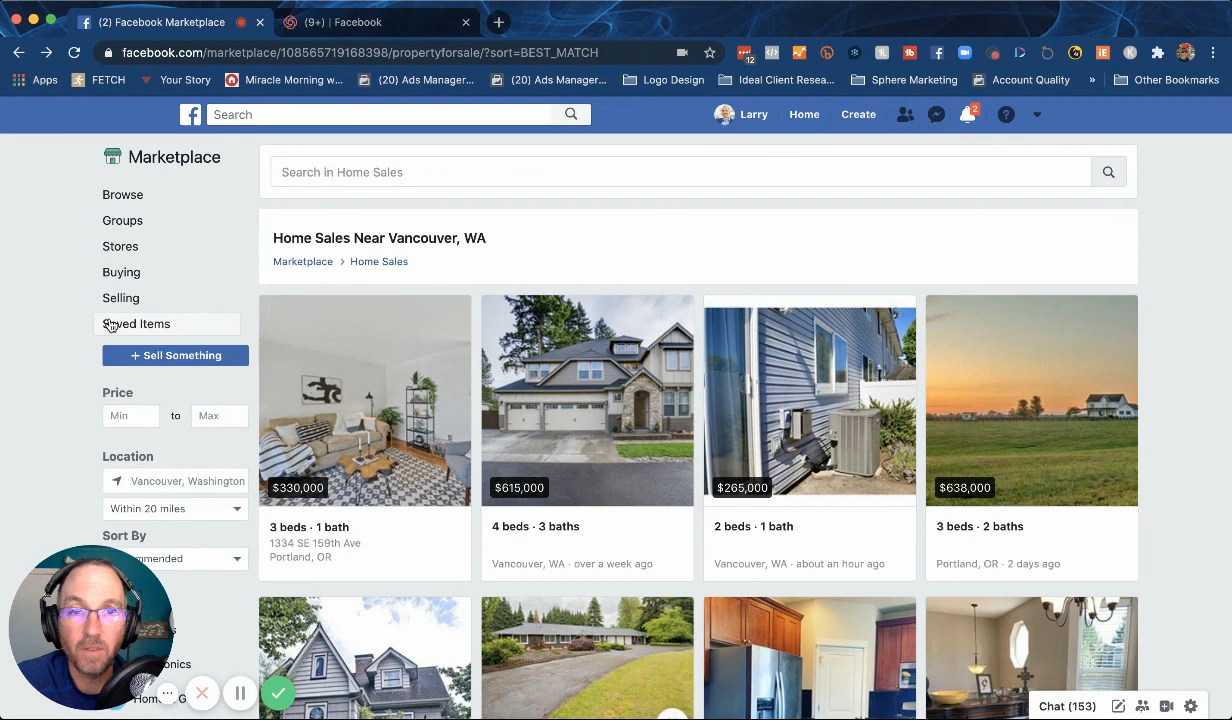 (2) Facebook Marketplace
(9+) | Facebook
facebook.com/marketplace/108565719168398/propertyforsale/?sort=BEST_MATCH
12
Apps
FETCH
Your Story
Miracle Morning w...
(20) Ads Manager...
(20) Ads Manager...
Logo Design
Ideal Client Resea...
Sphere Marketing
Account Quality
»
Other Bookmarks
Search
Larry
Home
Create
2
Marketplace
Browse
Groups
Stores
Buying
Selling
Saved Items
+ Sell Something
Price
Min
to
Max
Location
Vancouver, Washington
Within 20 miles
Sort By
Search in Home Sales
Home Sales Near Vancouver, WA
Marketplace > Home Sales
$330,000
3 beds · 1 bath
1334 SE 159th Ave
Portland, OR
$615,000
4 beds · 3 baths
Vancouver, WA · over a week ago
$265,000
2 beds · 1 bath
Vancouver, WA · about an hour ago
$638,000
3 beds · 2 baths
Portland, OR · 2 days ago
Chat (153)